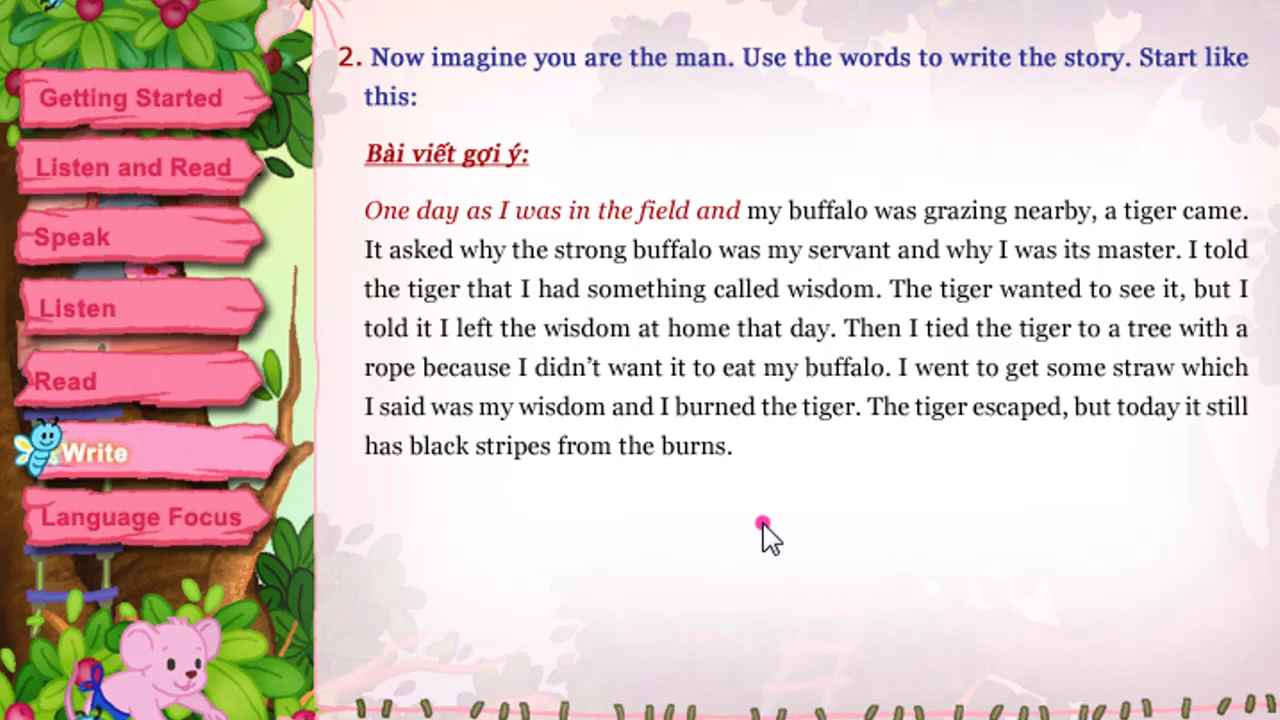 Getting Started
Listen and Read
Speak
Listen
Read
Write
Language Focus
2. Now imagine you are the man. Use the words to write the story. Start like
this:
Bài viết gợi ý:
One day as I was in the field and my buffalo was grazing nearby, a tiger came.
It asked why the strong buffalo was my servant and why I was its master. I told
the tiger that I had something called wisdom. The tiger wanted to see it, but I
told it I left the wisdom at home that day. Then I tied the tiger to a tree with a
rope because I didn’t want it to eat my buffalo. I went to get some straw which
I said was my wisdom and I burned the tiger. The tiger escaped, but today it still
has black stripes from the burns.